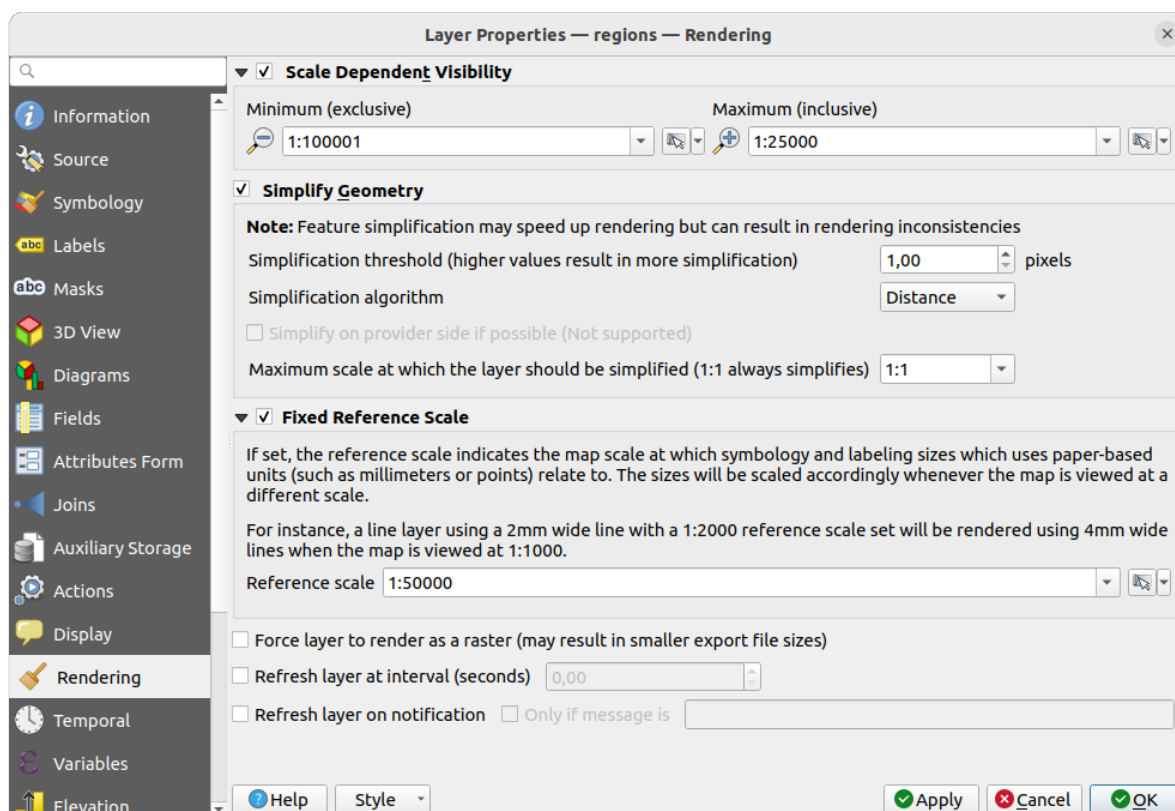 Layer Properties — regions — Rendering
Information
Source
Symbology
abc Labels
abc Masks
3D View
Diagrams
Fields
Attributes Form
Joins
Auxiliary Storage
Actions
Display
Rendering
Temporal
Variables
Elevation
Scale Dependent Visibility
Minimum (exclusive) Maximum (inclusive)
1:100001 1:25000
Simplify Geometry
Note: Feature simplification may speed up rendering but can result in rendering inconsistencies
Simplification threshold (higher values result in more simplification) 1,00 pixels
Simplification algorithm Distance
Simplify on provider side if possible (Not supported)
Maximum scale at which the layer should be simplified (1:1 always simplifies) 1:1
Fixed Reference Scale
If set, the reference scale indicates the map scale at which symbology and labeling sizes which uses paper-based
units (such as millimeters or points) relate to. The sizes will be scaled accordingly whenever the map is viewed at a
different scale.
For instance, a line layer using a 2mm wide line with a 1:2000 reference scale set will be rendered using 4mm wide
lines when the map is viewed at 1:1000.
Reference scale 1:50000
Force layer to render as a raster (may result in smaller export file sizes)
Refresh layer at interval (seconds) 0,00
Refresh layer on notification Only if message is
Help Style Apply Cancel OK